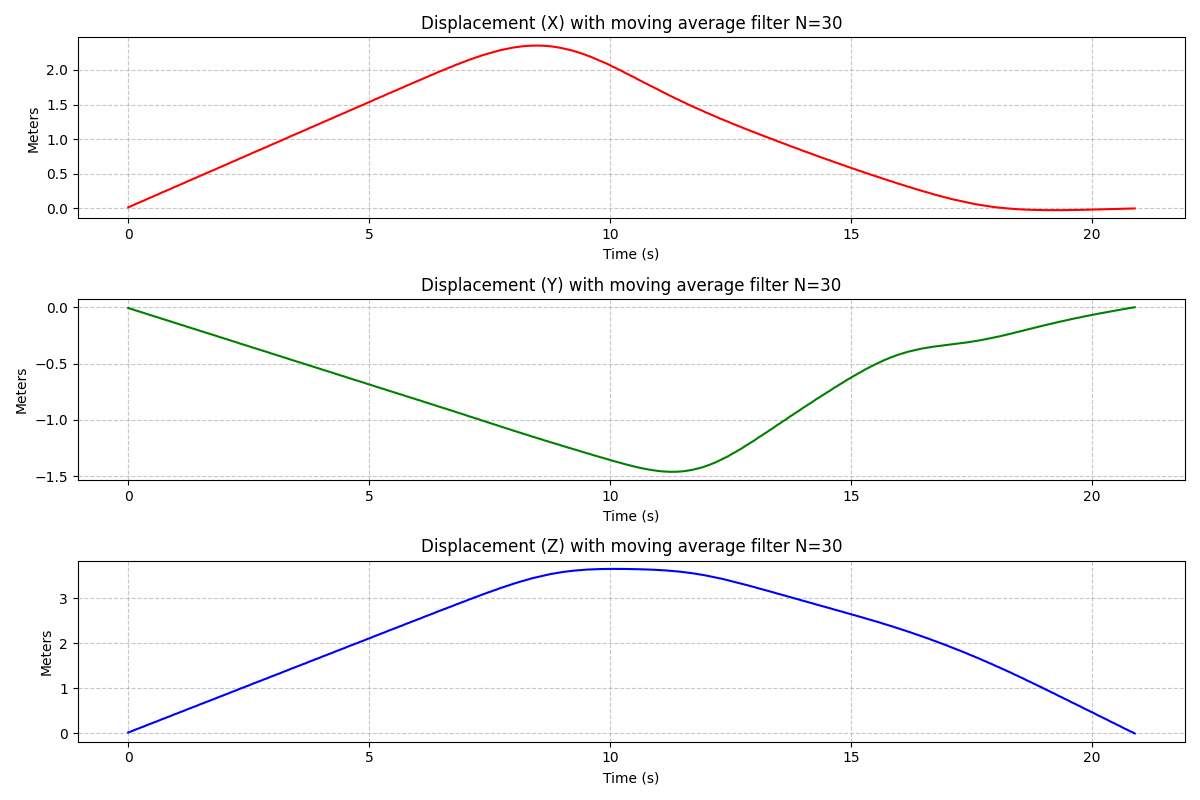 Displacement (X) with moving average filter N=30
2.0
1.5
1.0
0.5
0.0
Meters
0 5 10 15 20
Time (s)
Displacement (Y) with moving average filter N=30
0.0
−0.5
−1.0
−1.5
Meters
0 5 10 15 20
Time (s)
Displacement (Z) with moving average filter N=30
3
2
1
0
Meters
0 5 10 15 20
Time (s)